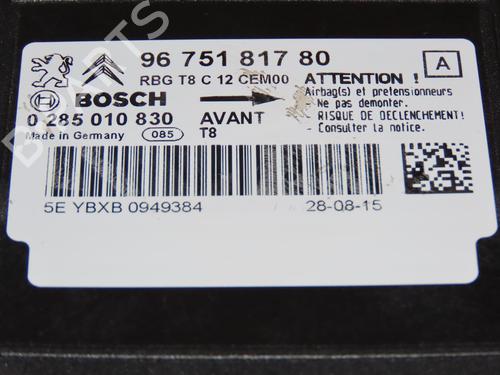 96 751 817 80
A
RBG T8 C 12 CEM00
ATTENTION !
Airbag(s) et pretensionneurs
Ne pas demonter.
RISQUE DE DECLENCHEMENT!
- Consulter la notice.
BOSCH
0 285 010 830
AVANT
Made in Germany
085
T8
5E YBXB 0949384
28-08-15